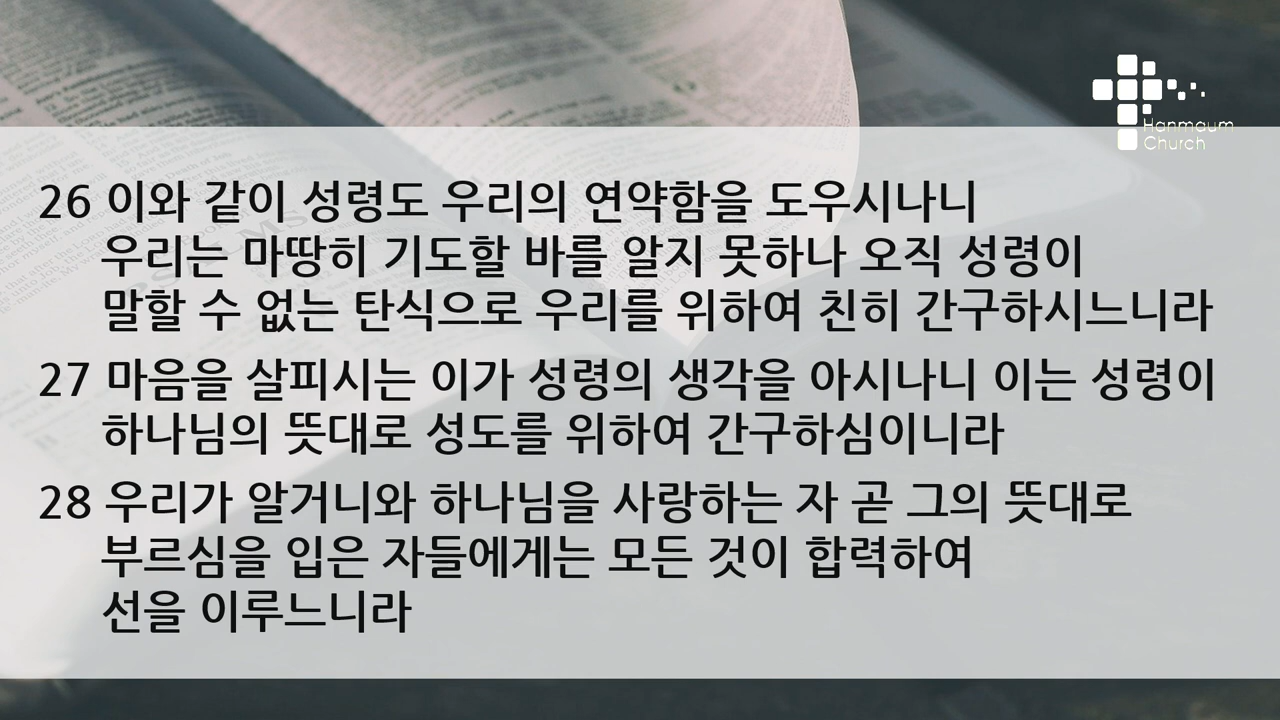 Hanmaum
Church
26 이와 같이 성령도 우리의 연약함을 도우시나니
우리는 마땅히 기도할 바를 알지 못하나 오직 성령이
말할 수 없는 탄식으로 우리를 위하여 친히 간구하시느니라
27 마음을 살피시는 이가 성령의 생각을 아시나니 이는 성령이
하나님의 뜻대로 성도를 위하여 간구하심이니라
28 우리가 알거니와 하나님을 사랑하는 자 곧 그의 뜻대로
부르심을 입은 자들에게는 모든 것이 합력하여
선을 이루느니라